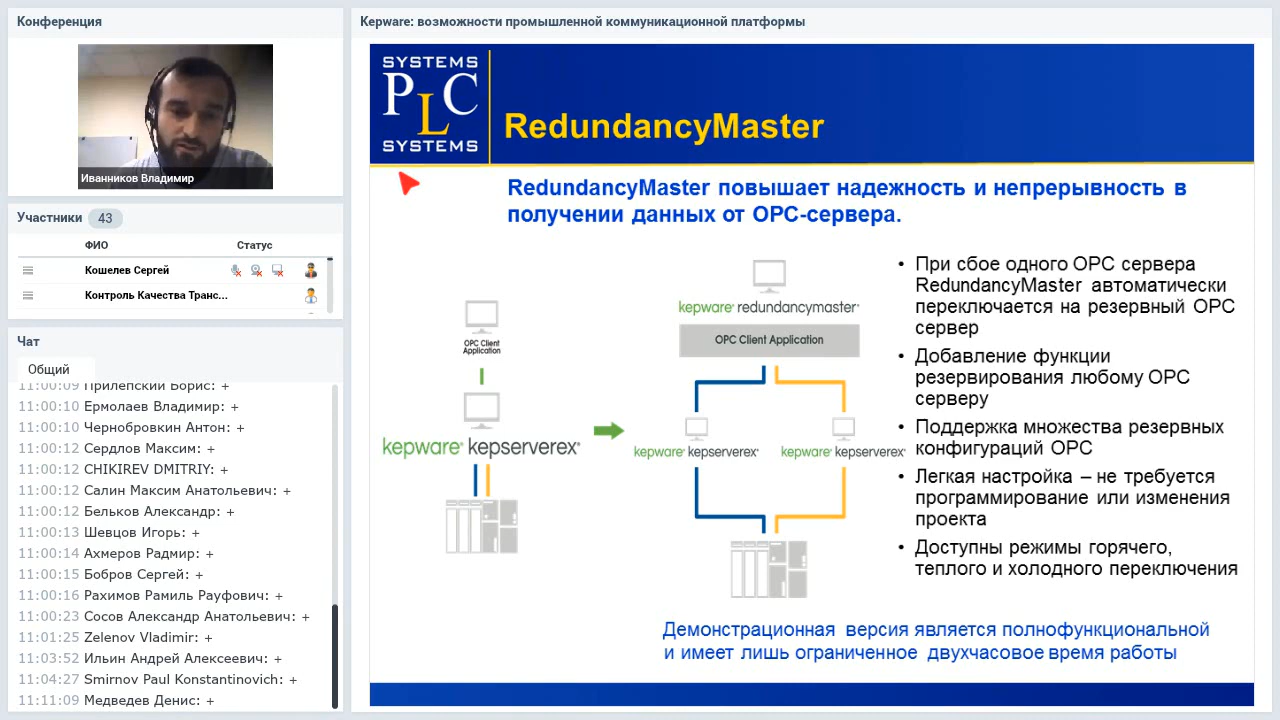 Конференция
Иванников Владимир
Участники 43
ФИО Статус
Кошелев Сергей
Контроль Качества Транс...
Чат
Общий
11:00:09 Прилепский Борис: +
11:00:10 Ермолаев Владимир: +
11:00:10 Чернобровкин Антон: +
11:00:12 Сердлов Максим: +
11:00:12 CHIKIREV DMITRIY: +
11:00:12 Салин Максим Анатольевич: +
11:00:12 Бельков Александр: +
11:00:13 Шевцов Игорь: +
11:00:14 Ахмеров Радмир: +
11:00:15 Бобров Сергей: +
11:00:16 Рахимов Рамиль Рауфович: +
11:00:23 Сосов Александр Анатольевич: +
11:01:25 Zelenov Vladimir: +
11:03:52 Ильин Андрей Алексеевич: +
11:04:27 Smirnov Paul Konstantinovich: +
11:11:09 Медведев Денис: +
Kepware: возможности промышленной коммуникационной платформы
SYSTEMS
PLC
SYSTEMS
RedundancyMaster
RedundancyMaster повышает надежность и непрерывность в
получении данных от OPC-сервера.
OPC Client
Application
kepware kepserverex
kepware redundancymaster
OPC Client Application
kepware kepserverex
kepware kepserverex
• При сбое одного OPC сервера
RedundancyMaster автоматически
переключается на резервный OPC
сервер
• Добавление функции
резервирования любому OPC
серверу
• Поддержка множества резервных
конфигураций OPC
• Легкая настройка – не требуется
программирование или изменения
проекта
• Доступны режимы горячего,
теплого и холодного переключения
Демонстрационная версия является полнофункциональной
и имеет лишь ограниченное двухчасовое время работы